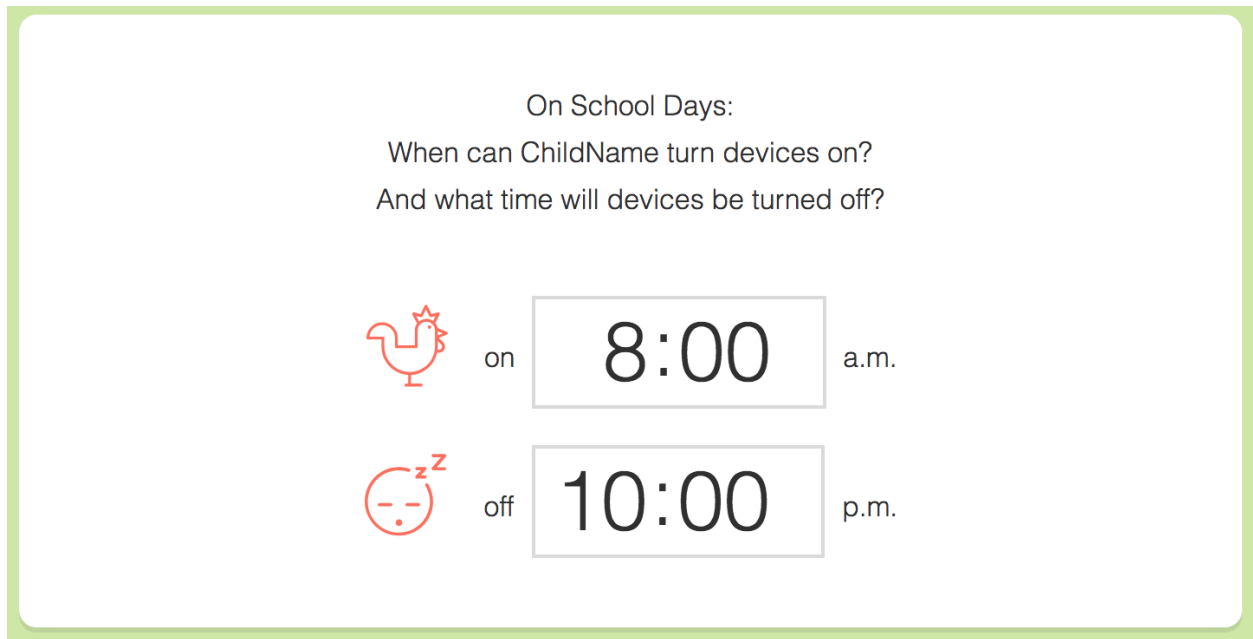 On School Days:
When can ChildName turn devices on?
And what time will devices be turned off?
on 8:00 a.m.
zZ
off 10:00 p.m.